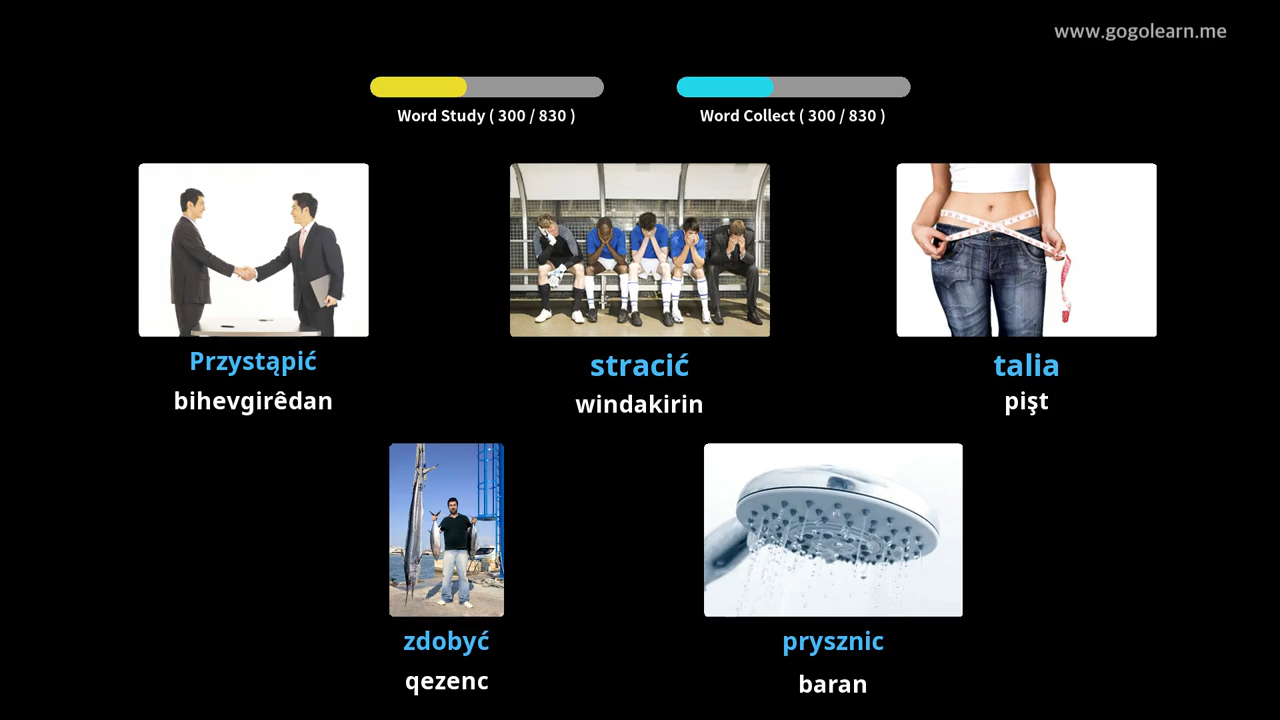 www.gogolearn.me
Word Study ( 300 / 830 )
Word Collect ( 300 / 830 )
Przystąpić
bihevgirêdan
stracić
windakirin
talia
pişt
zdobyć
qezenc
prysznic
baran